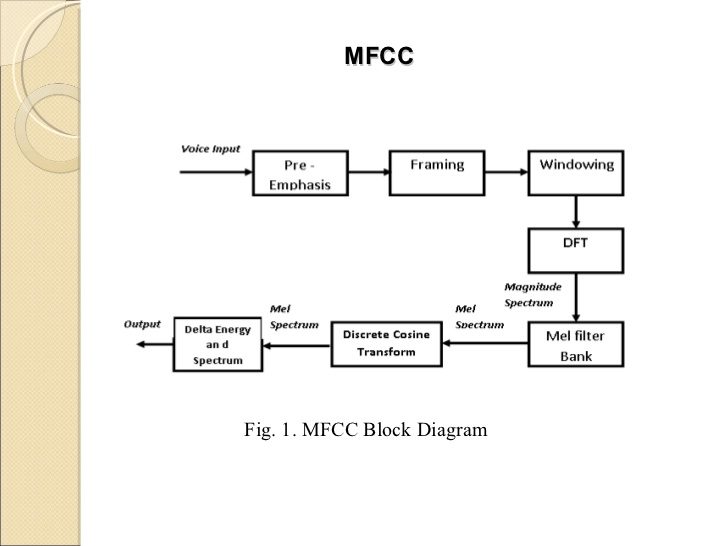 MFCC
Voice Input
Pre -
Emphasis
Framing
Windowing
DFT
Magnitude
Spectrum
Mel filter
Bank
Mel
Spectrum
Discrete Cosine
Transform
Mel
Spectrum
Delta Energy
an d
Spectrum
Output
Fig. 1. MFCC Block Diagram